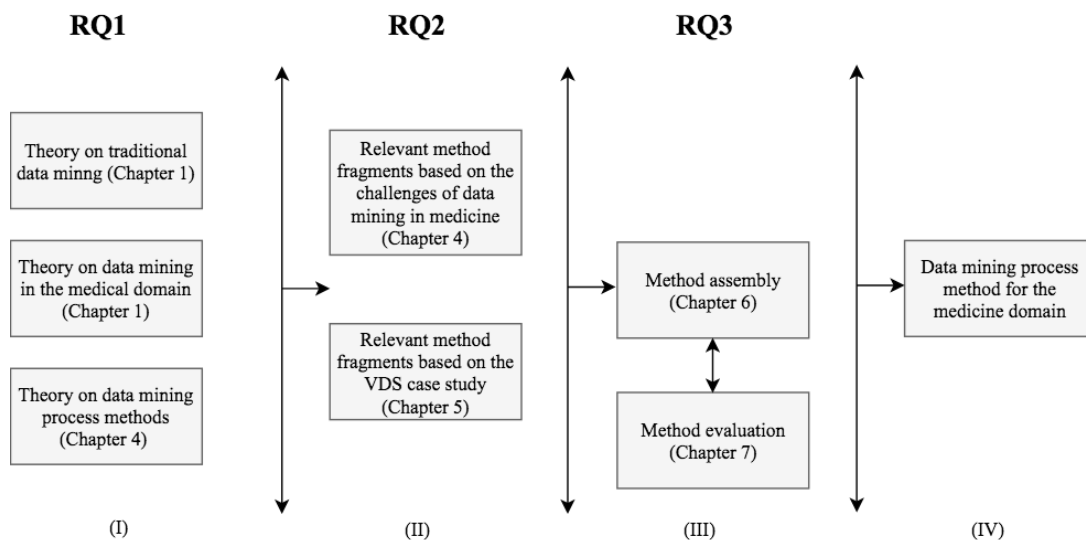 RQ1
RQ2
RQ3
Theory on traditional
data minng (Chapter 1)
Theory on data mining
in the medical domain
(Chapter 1)
Theory on data mining
process methods
(Chapter 4)
Relevant method
fragments based on the
challenges of data
mining in medicine
(Chapter 4)
Relevant method
fragments based on the
VDS case study
(Chapter 5)
Method assembly
(Chapter 6)
Method evaluation
(Chapter 7)
Data mining process
method for the
medicine domain
(I)
(II)
(III)
(IV)